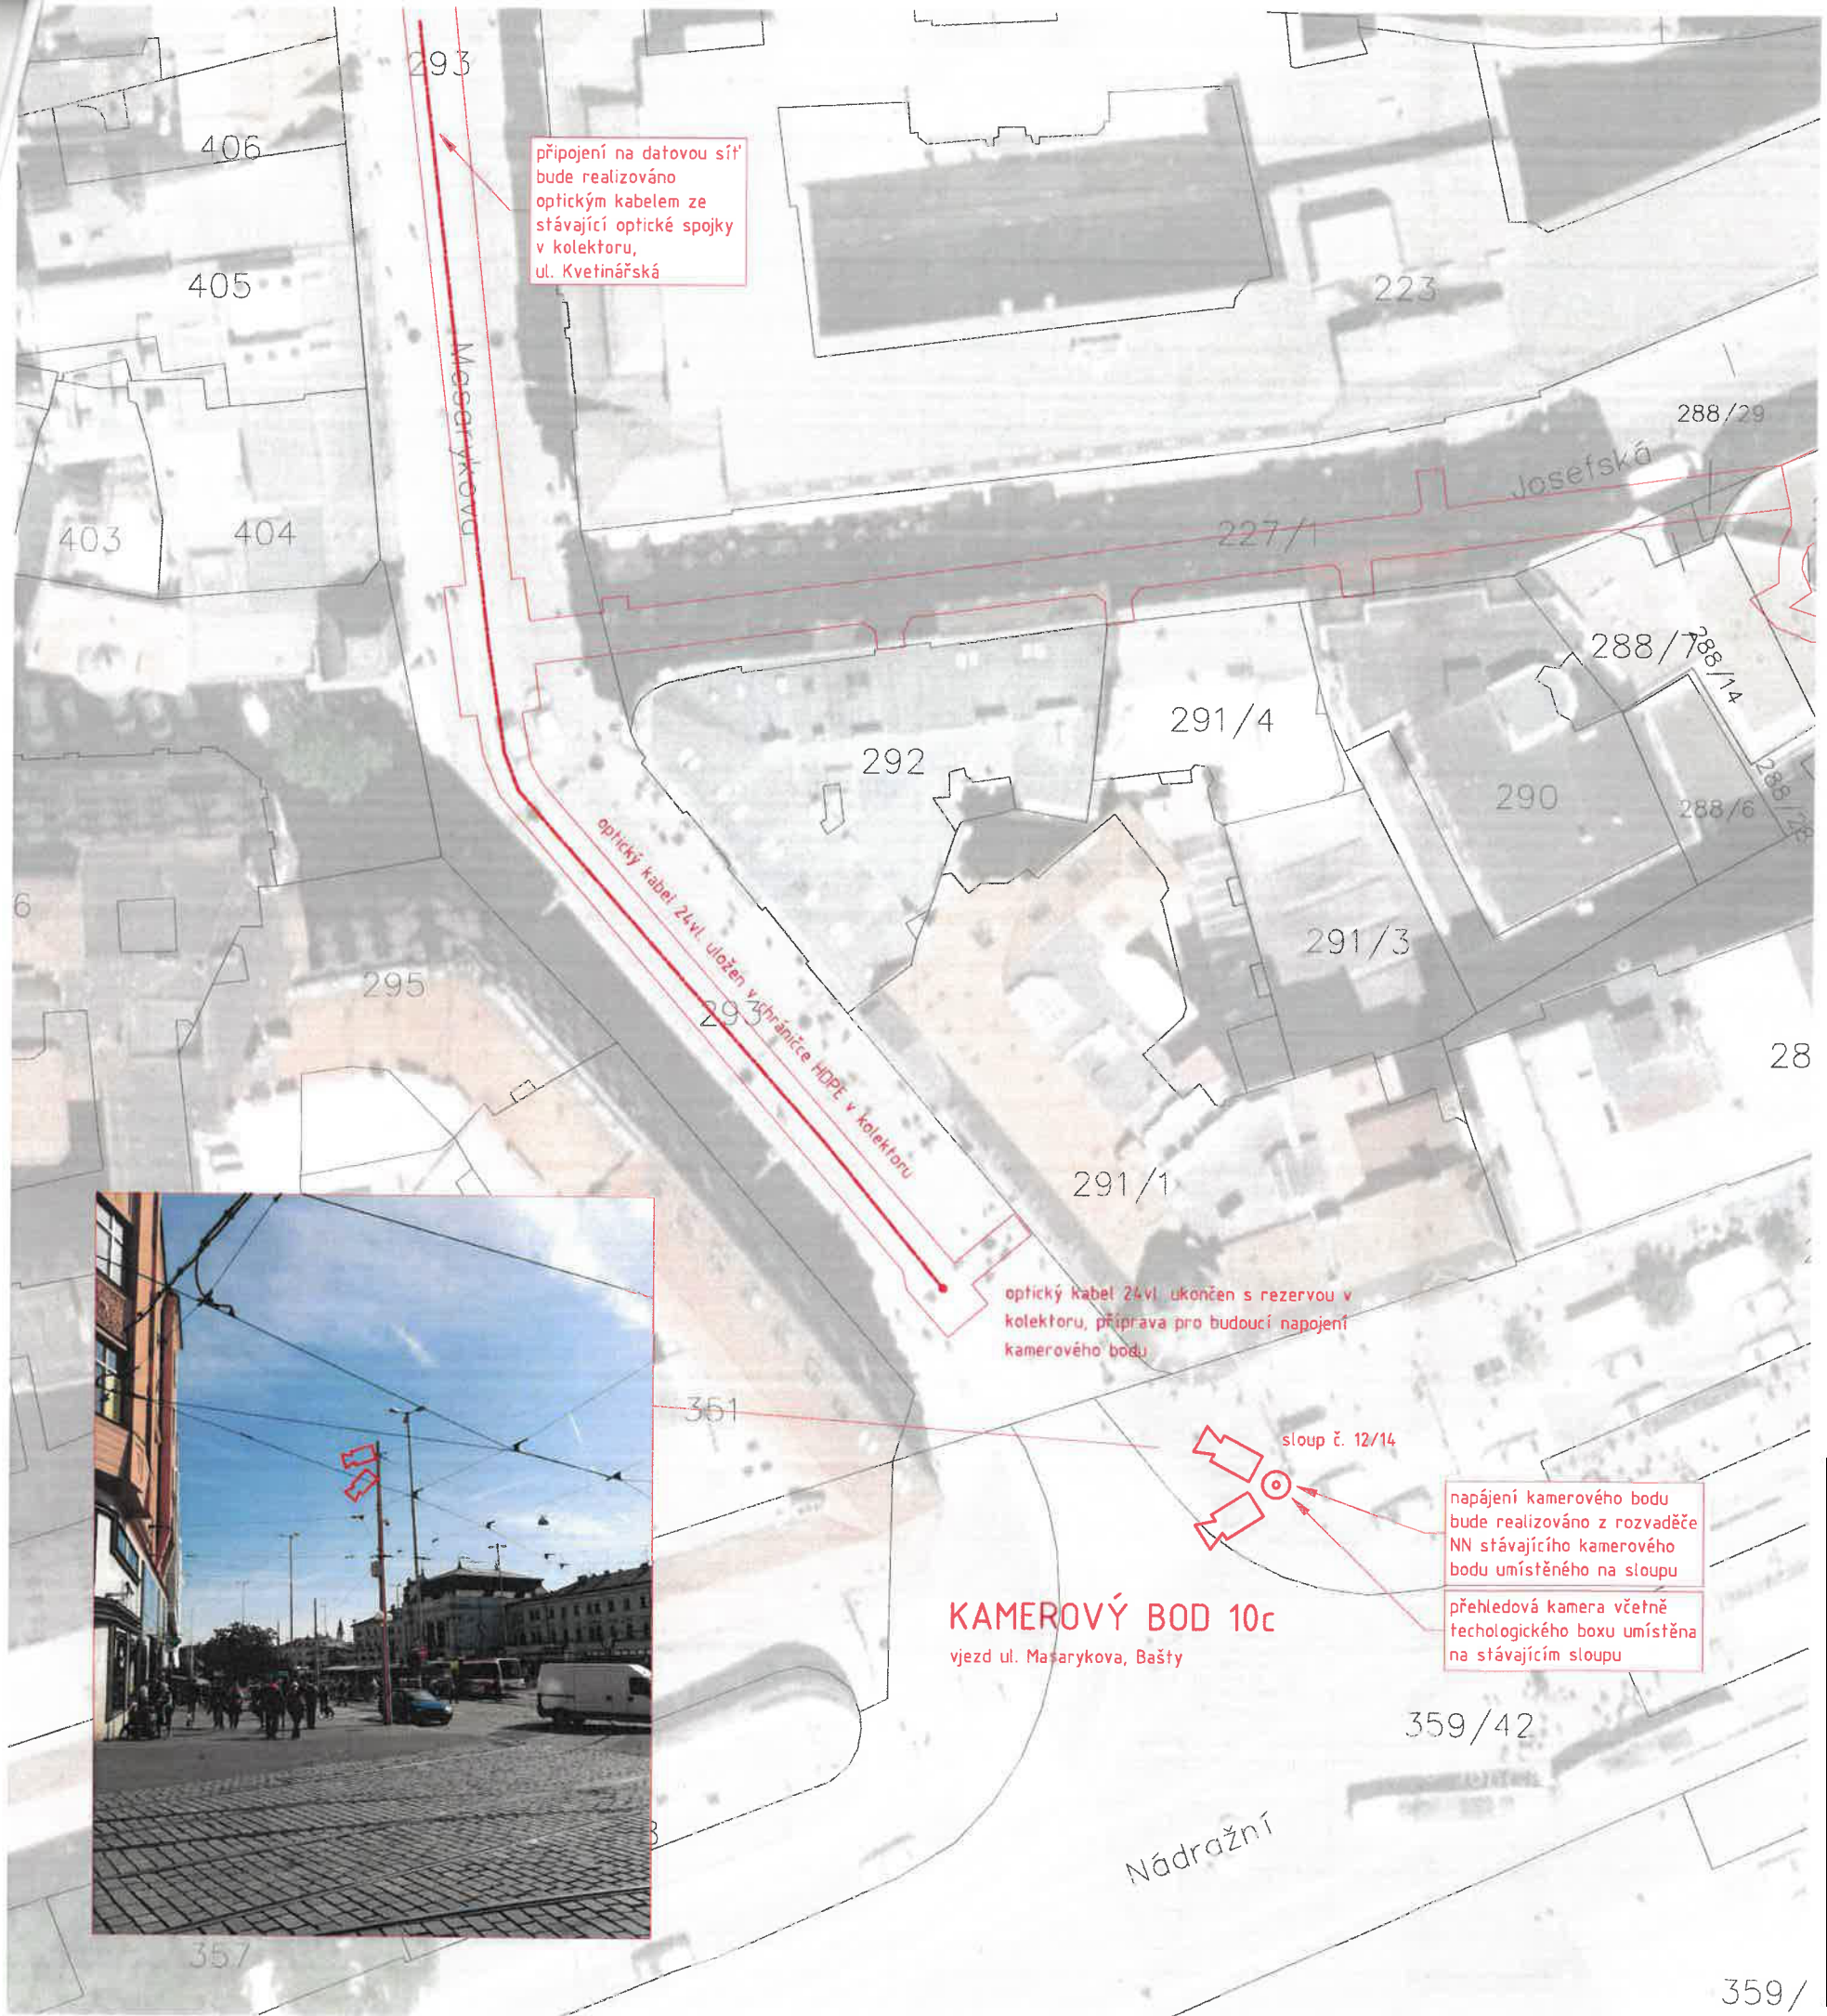 293
406
připojení na datovou síť
bude realizováno
optickým kabelem ze
stávající optické spojky
v kolektoru,
ul. Kvetinářská
405
223
Masarykova
288/29
Josefská
403
404
227/1
288/7
288/14
291/4
292
290
288/6
288/28
optický kabel 24vl. uložen v chráničce HDPE v kolektoru
6
291/3
295
293
28
291/1
optický kabel 24vl ukončen s rezervou v
kolektoru, příprava pro budoucí napojení
kamerového bodu
361
sloup č. 12/14
napájení kamerového bodu
bude realizováno z rozvaděče
NN stávajícího kamerového
bodu umístěného na sloupu
KAMEROVÝ BOD 10c
vjezd ul. Masarykova, Bašty
přehledová kamera včetně
techologického boxu umístěna
na stávajícím sloupu
359/42
Nádražní
357
359/